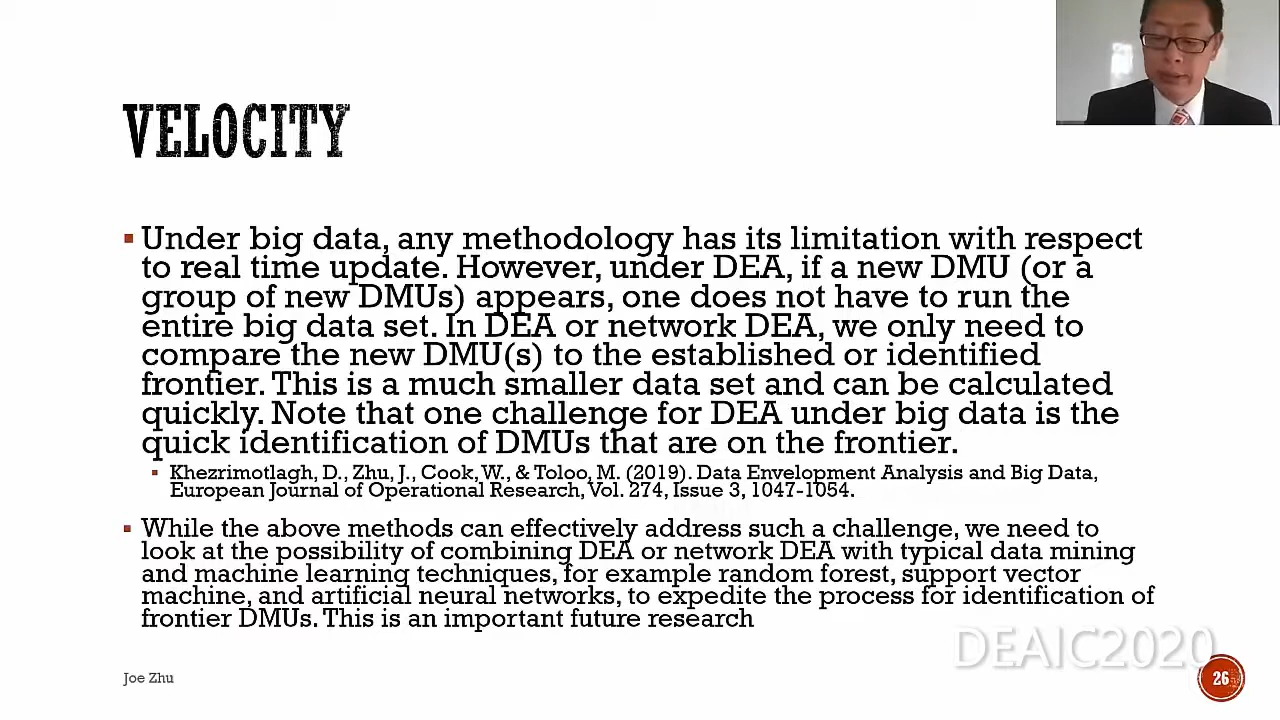 VELOCITY
Under big data, any methodology has its limitation with respect
to real time update. However, under DEA, if a new DMU (or a
group of new DMUs) appears, one does not have to run the
entire big data set. In DEA or network DEA, we only need to
compare the new DMU(s) to the established or identified
frontier. This is a much smaller data set and can be calculated
quickly. Note that one challenge for DEA under big data is the
quick identification of DMUs that are on the frontier.
Khezrimotlagh, D., Zhu, J., Cook, W., & Toloo, M. (2019). Data Envelopment Analysis and Big Data,
European Journal of Operational Research, Vol. 274, Issue 3, 1047-1054.
While the above methods can effectively address such a challenge, we need to
look at the possibility of combining DEA or network DEA with typical data mining
and machine learning techniques, for example random forest, support vector
machine, and artificial neural networks, to expedite the process for identification of
frontier DMUs. This is an important future research
DEAIC2020
Joe Zhu
26